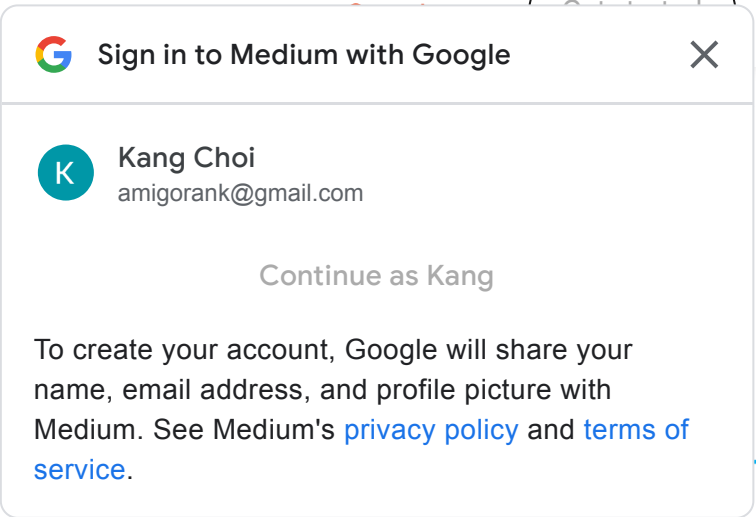 Sign in to Medium with Google
K
Kang Choi
amigorank@gmail.com
Continue as Kang
To create your account, Google will share your
name, email address, and profile picture with
Medium. See Medium's privacy policy and terms of
service.